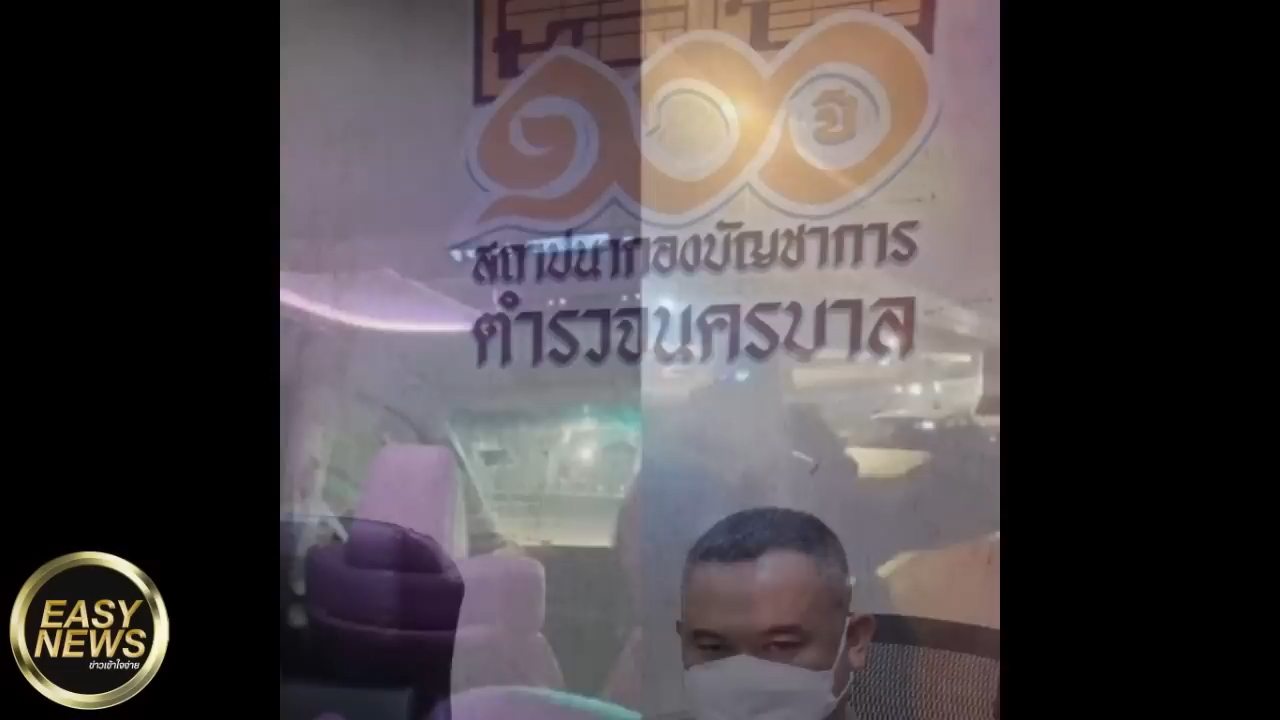 ๑๐๑
ปี
สถาปนากองบัญชาการ
ตำรวจนครบาล
EASY
NEWS
ข่าวเข้าใจง่าย